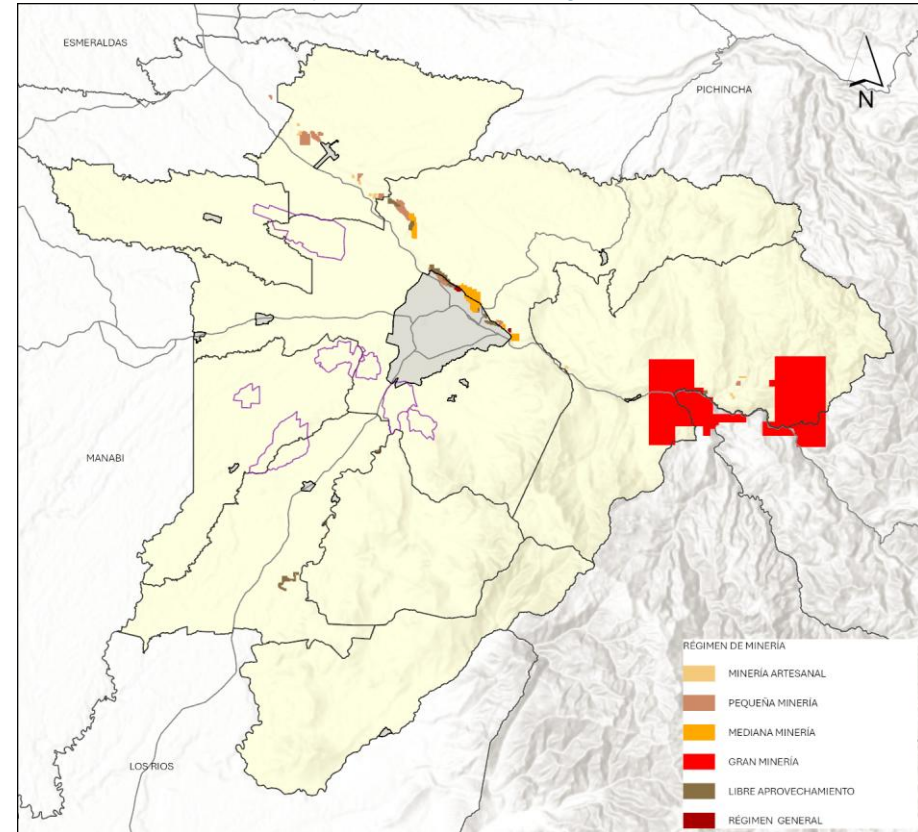 ESMERALDAS
PICHINCHA
N
MANABI
LOS RIOS
RÉGIMEN DE MINERÍA
MINERÍA ARTESANAL
PEQUEÑA MINERÍA
MEDIANA MINERÍA
GRAN MINERÍA
LIBRE APROVECHAMIENTO
RÉGIMEN GENERAL